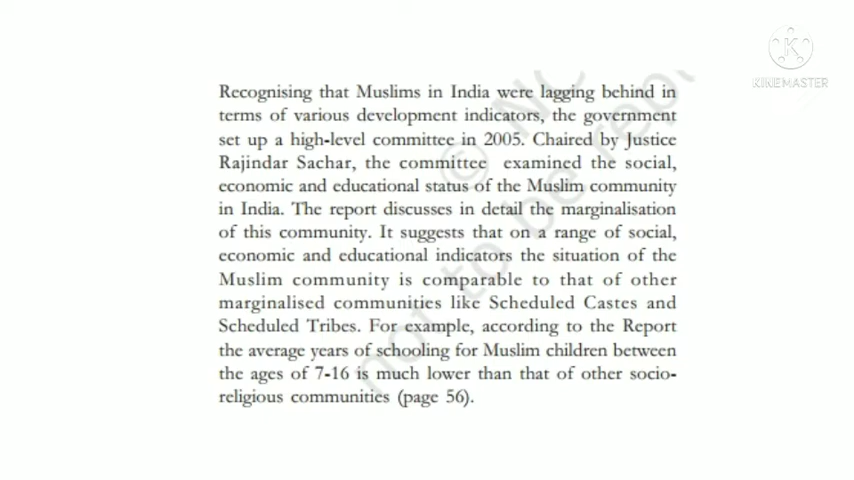 Recognising that Muslims in India were lagging behind in
terms of various development indicators, the government
set up a high-level committee in 2005. Chaired by Justice
Rajindar Sachar, the committee examined the social,
economic and educational status of the Muslim community
in India. The report discusses in detail the marginalisation
of this community. It suggests that on a range of social,
economic and educational indicators the situation of the
Muslim community is comparable to that of other
marginalised communities like Scheduled Castes and
Scheduled Tribes. For example, according to the Report
the average years of schooling for Muslim children between
the ages of 7-16 is much lower than that of other socio-
religious communities (page 56).
K
KINEMASTER
© NC
not to be rep